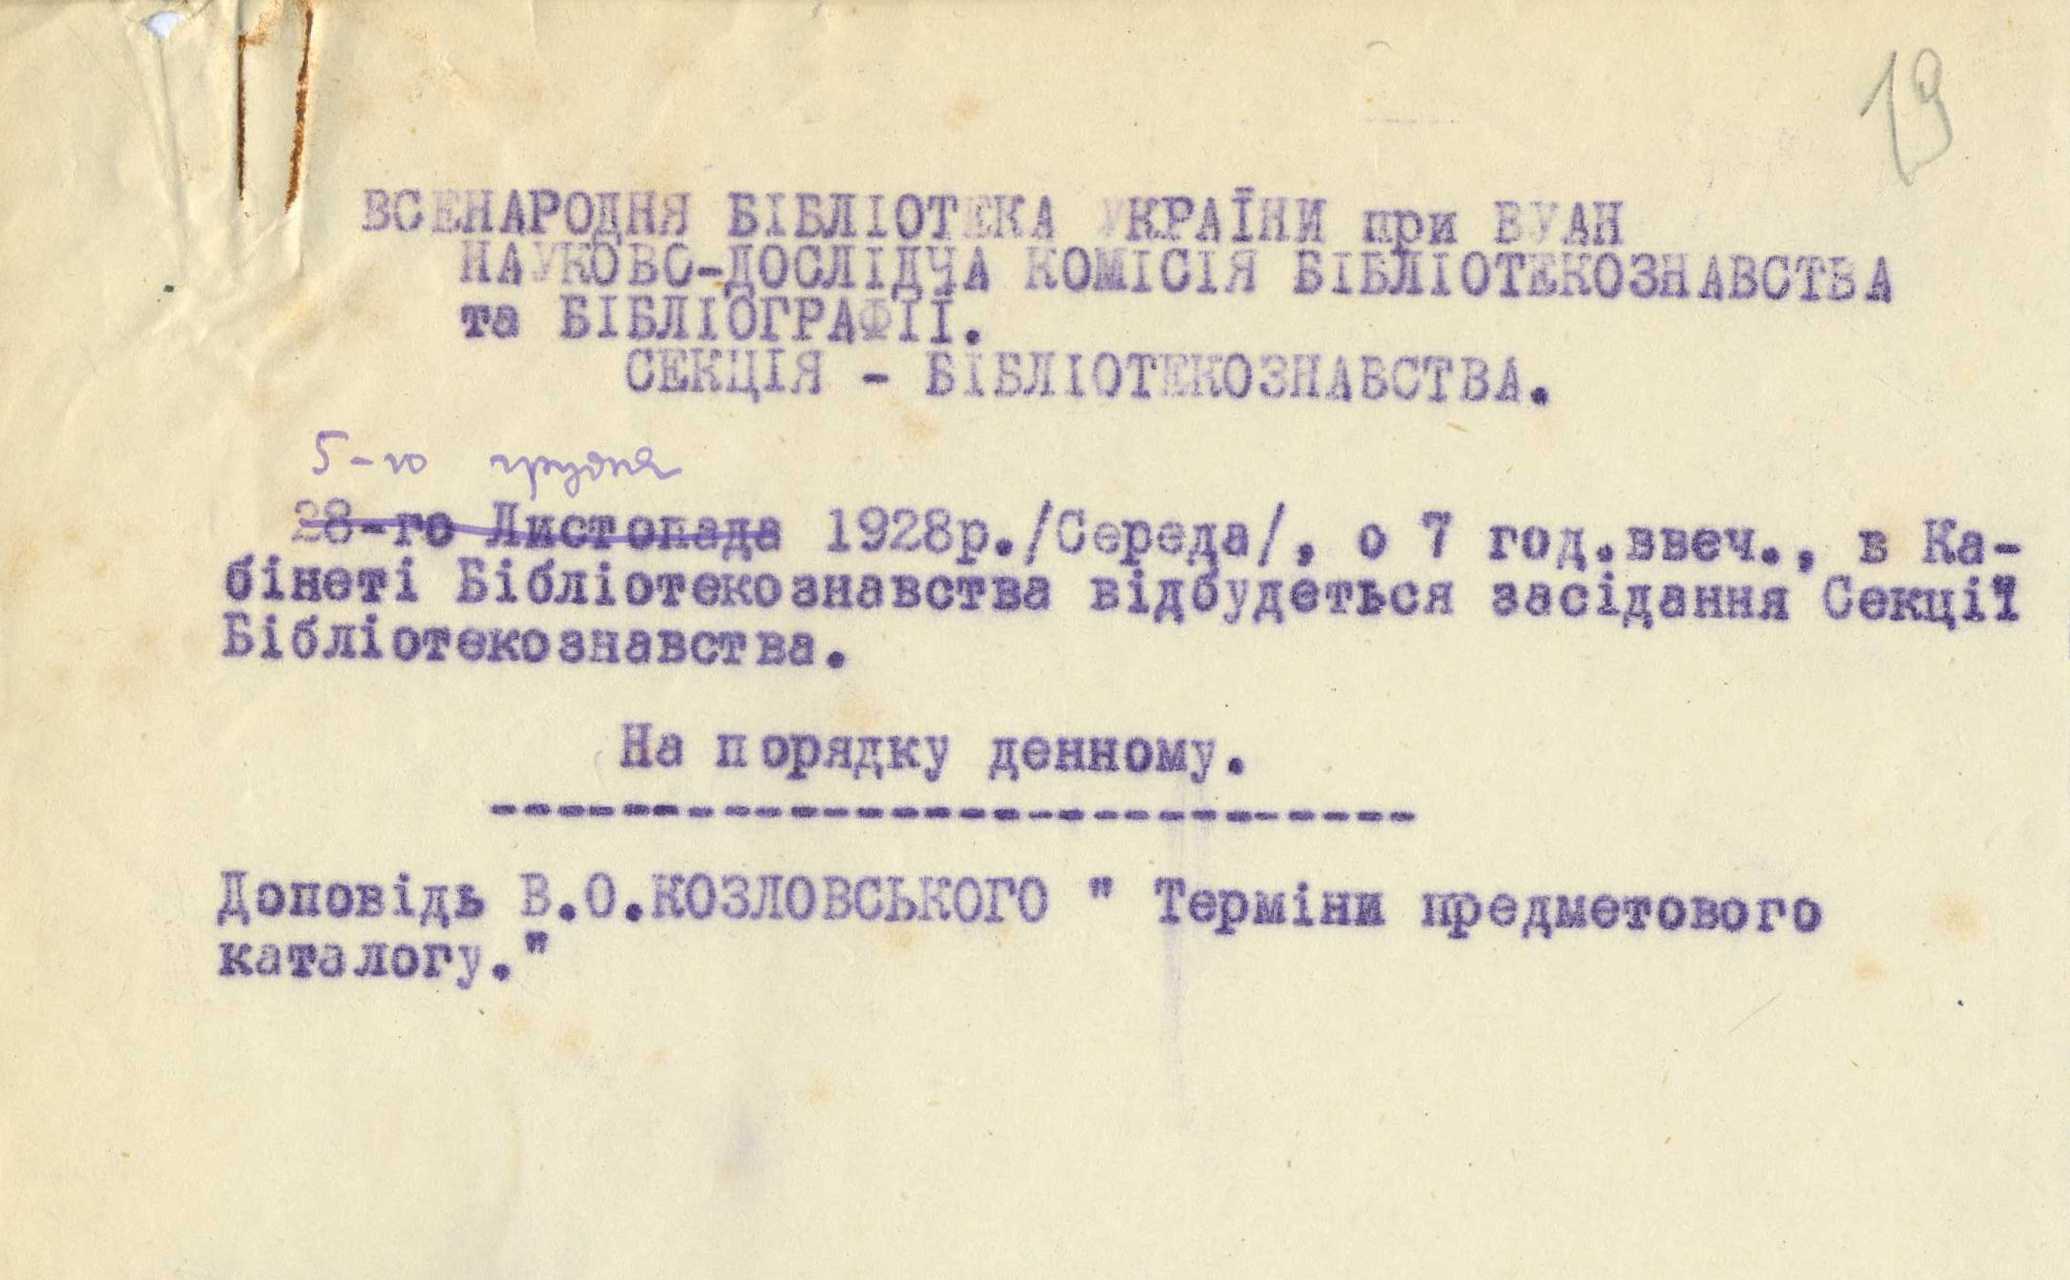 19
ВСЕНАРОДНЯ БІБЛІОТЕКА УКРАЇНИ при ВУАН
НАУКОВО-ДОСЛІДЧА КОМІСІЯ БІБЛІОТЕКОЗНАВСТВА
та БІБЛІОГРАФІЇ.
СЕКЦІЯ - БІБЛІОТЕКОЗНАВСТВА.
5-го грудня
28-го Листопада 1928р./Середа/, о 7 год.ввеч., в Ка-
бінеті Бібліотекознавства відбудеться засідання Секції
Бібліотекознавства.
На порядку денному.
----------------------------
Доповідь В.О.КОЗЛОВСЬКОГО " Терміни предметового
каталогу."